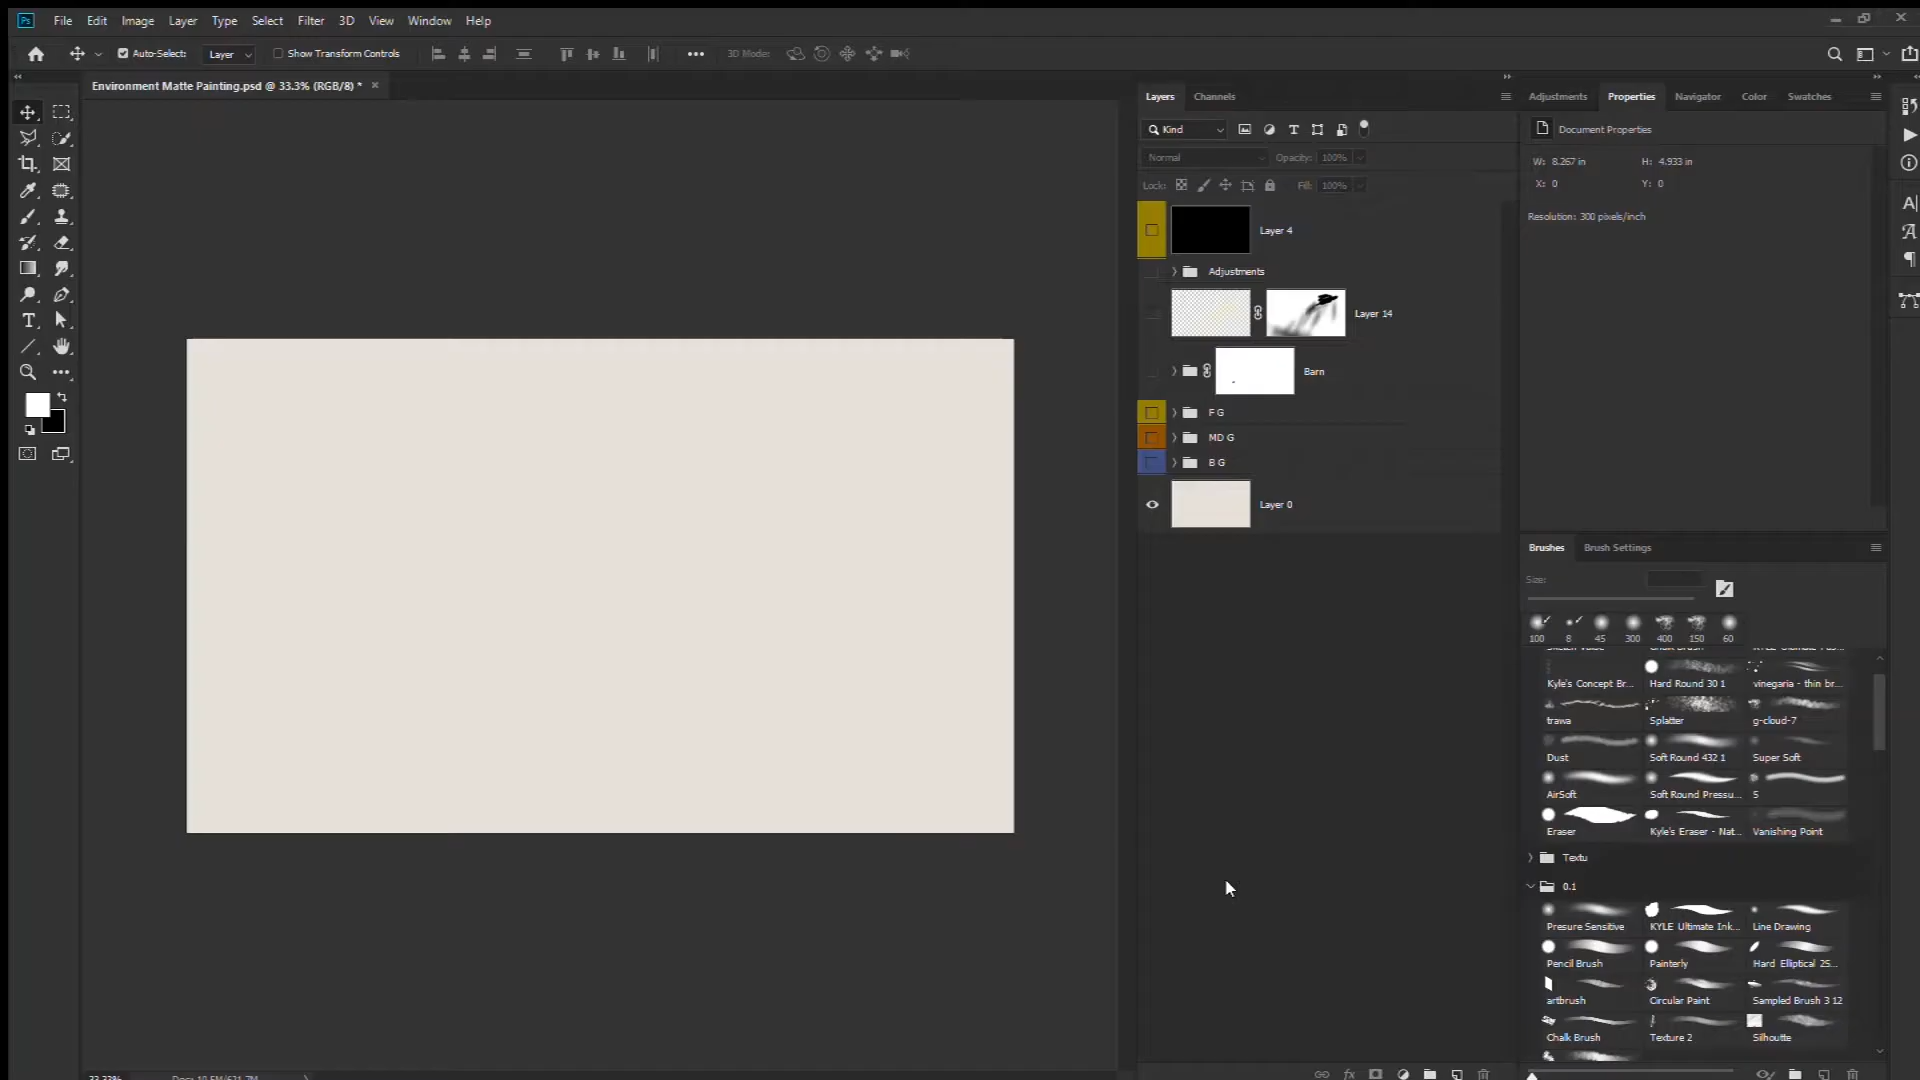 Ps File Edit Image Layer Type Select Filter 3D View Window Help
Auto-Select: Layer Show Transform Controls ••• 3D Mode:
Environment Matte Painting.psd @ 33.3% (RGB/8) * ×
Layers Channels
Kind
Normal Opacity: 100%
Lock: Fill: 100%
Layer 4
Adjustments
Layer 14
Barn
F G
MD G
B G
Layer 0
Adjustments Properties Navigator Color Swatches
Document Properties
W: 8.267 in H: 4.933 in
X: 0 Y: 0
Resolution: 300 pixels/inch
Brushes Brush Settings
Size:
100 8 45 300 400 150 60
Kyle's Concept Br... Hard Round 30 1 vinegaria - thin br...
trawa Splatter g-cloud-7
Dust Soft Round 432 1 Super Soft
AirSoft Soft Round Pressu... 5
Eraser Kyle's Eraser - Nat... Vanishing Point
Textu
0.1
Presure Sensitive KYLE Ultimate Ink... Line Drawing
Pencil Brush Painterly Hard Elliptical 25...
artbrush Circular Paint Sampled Brush 3 12
Chalk Brush Texture 2 Silhoutte
fx